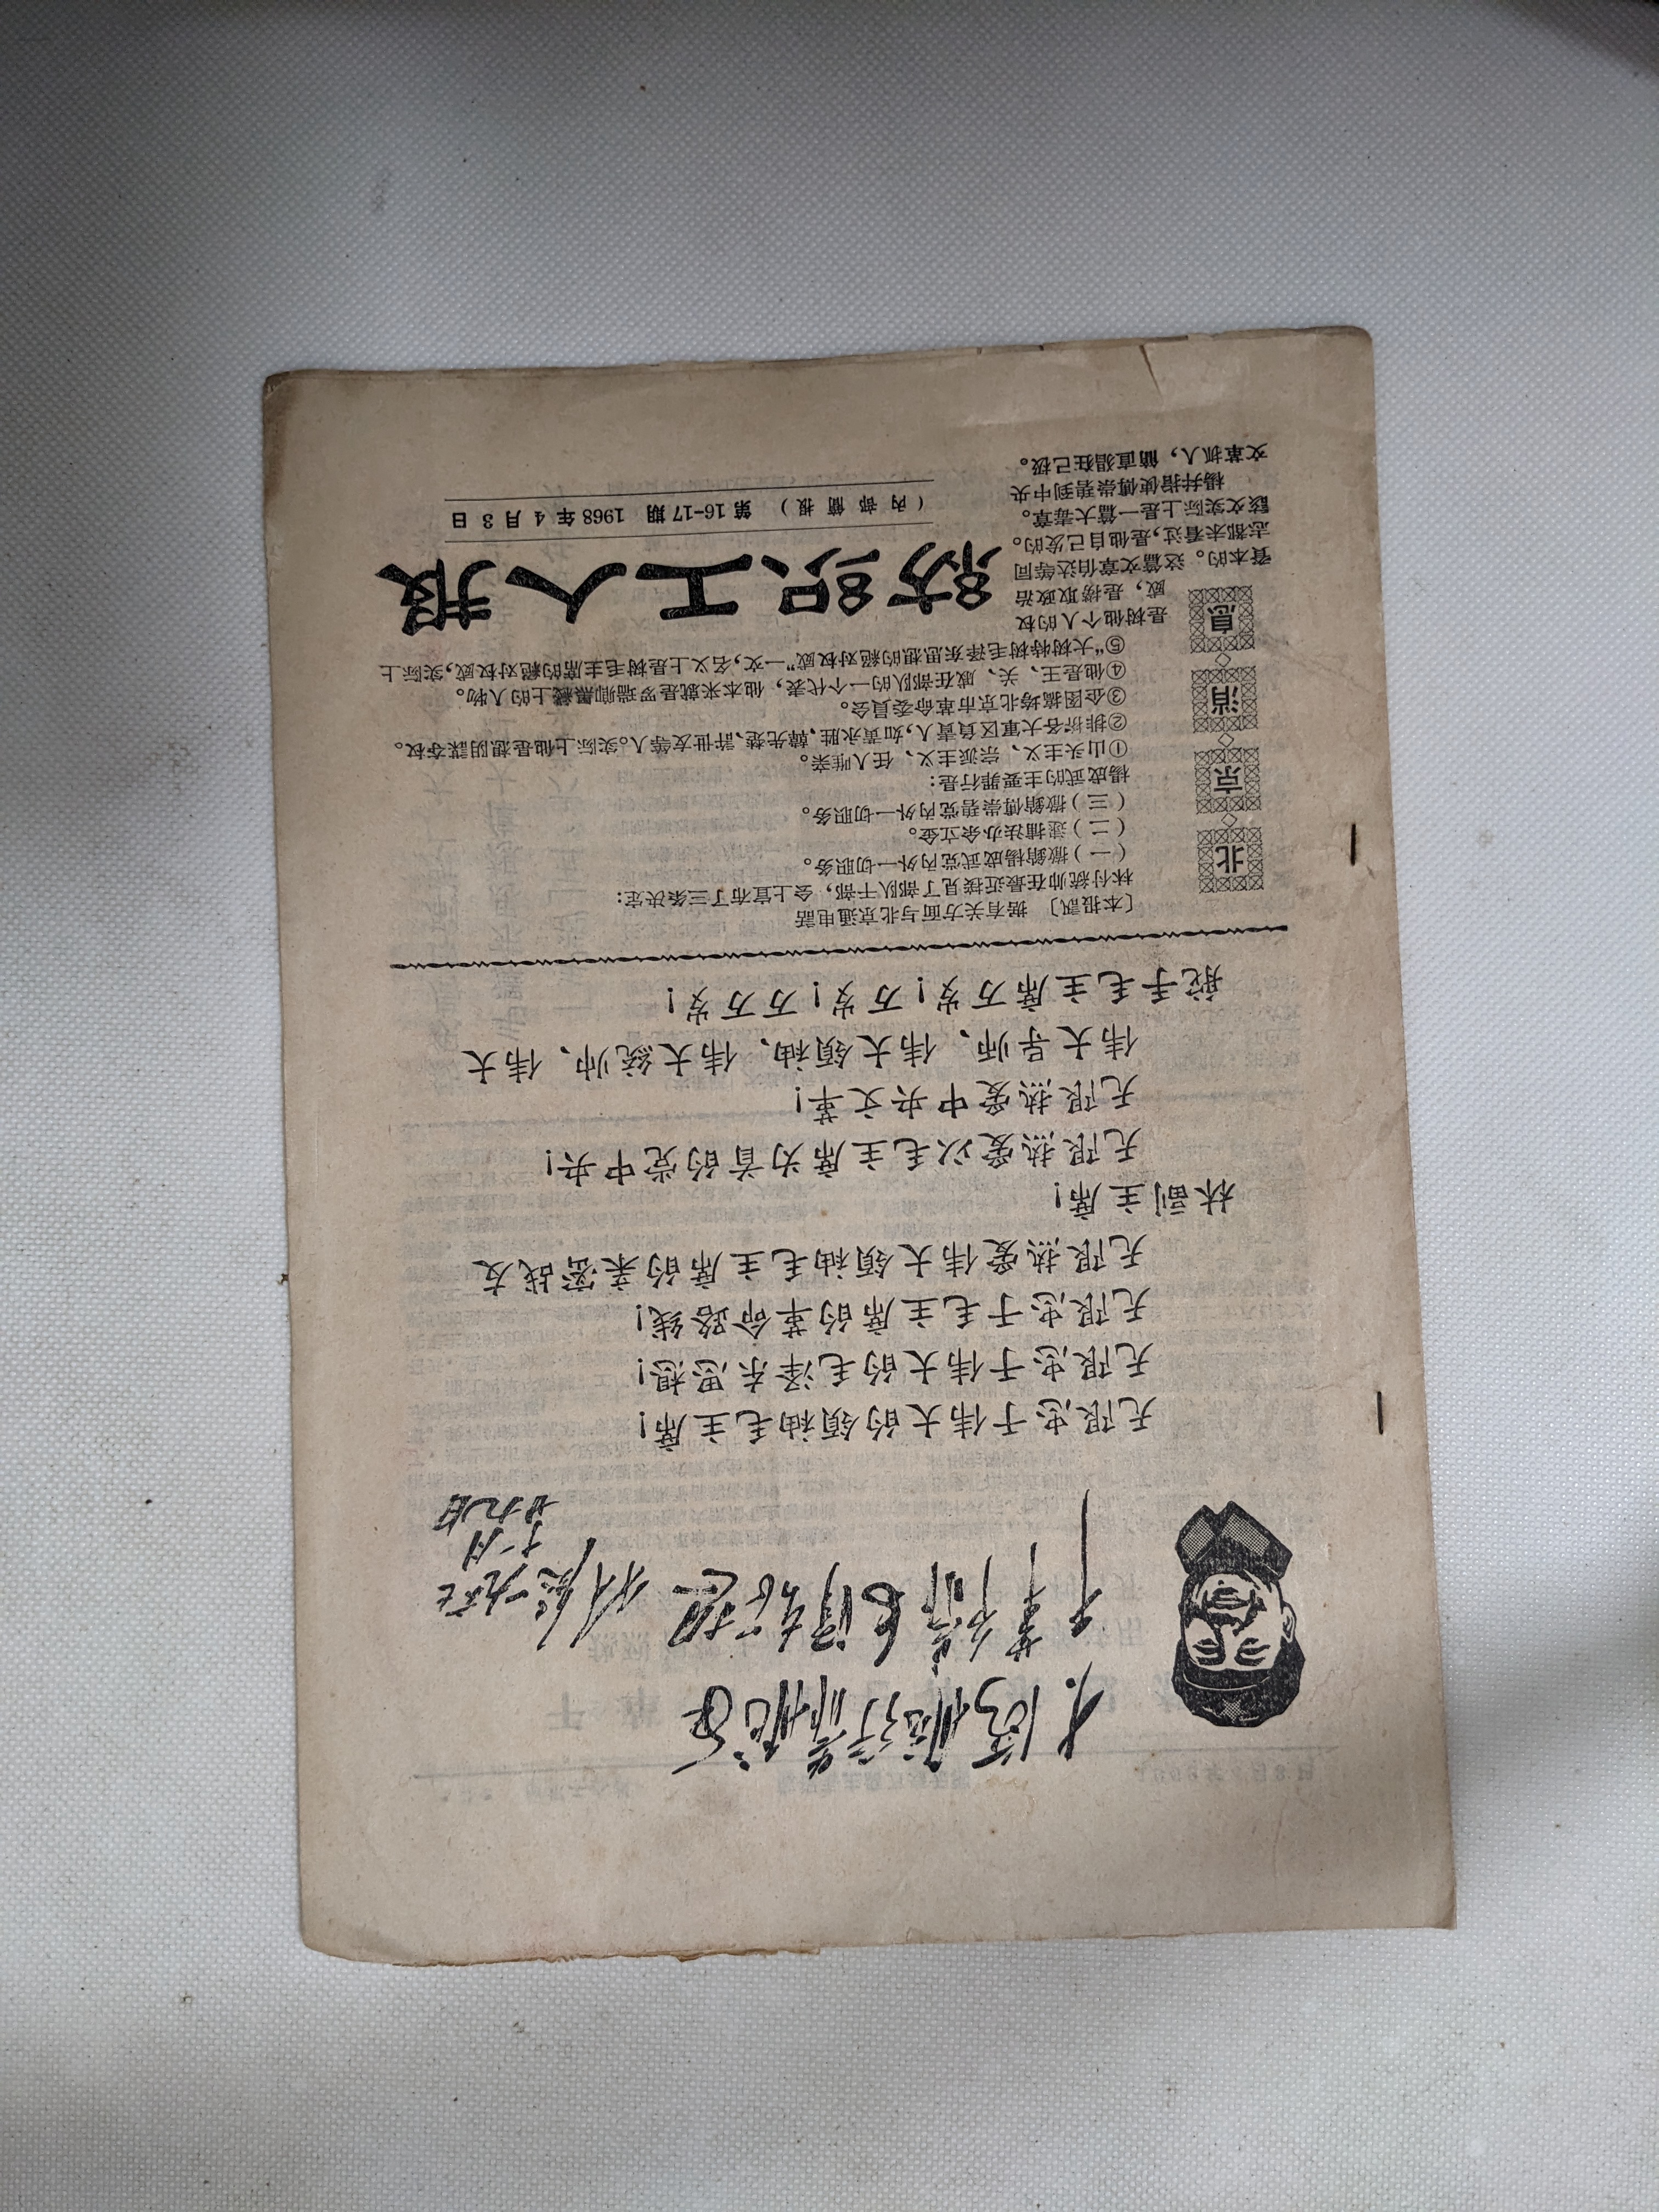 大海航行靠舵手
干革命靠毛泽东思想
林彪一九六七
十一月
廿九日
无限忠于伟大的領袖毛主席！
无限忠于伟大的毛泽东思想！
无限忠于毛主席的革命路线！
无限热爱伟大領袖毛主席的亲密战友
林副主席！
无限热爱以毛主席为首的党中央！
无限热爱中央文革！
伟大导师、伟大領袖、伟大統帅、伟大
舵手毛主席万岁！万岁！万万岁！
北
京
消
息
〔本报訊〕 据有关方面与北京通电話
林付統帅在最近接見了部队干部，会上宣布了三条决定：
(一)撤銷楊成武党內外一切职务。
(二)逮捕法办余立金。
(三)撤銷傅崇碧党內外一切职务。
楊成武的主要罪行是：
①山头主义、宗派主义、任人唯亲。
②排挤各大軍区負責人，如黄永胜、韓先楚、許世友等人。实际上他是想阴謀夺权。
③企图搞垮北京市革命委員会。
④他是王、关、戚在部队的一个代表，他本来就是罗瑞卿黑綫上的人物。
⑤“大树特树毛泽东思想的絕对权威”一文，名义上是树毛主席的絕对权威，实际上
是树他个人的权
威，是撈取政治
資本的。这篇文章伯达等同
志都未看过，是他自己发的。
該文实际上是一篇大毒章。
楊幷指使傅崇碧到中央
文革抓人，簡直猖狂己极。
紡织工人报
(內部簡报) 第16-17期 1968年4月3日